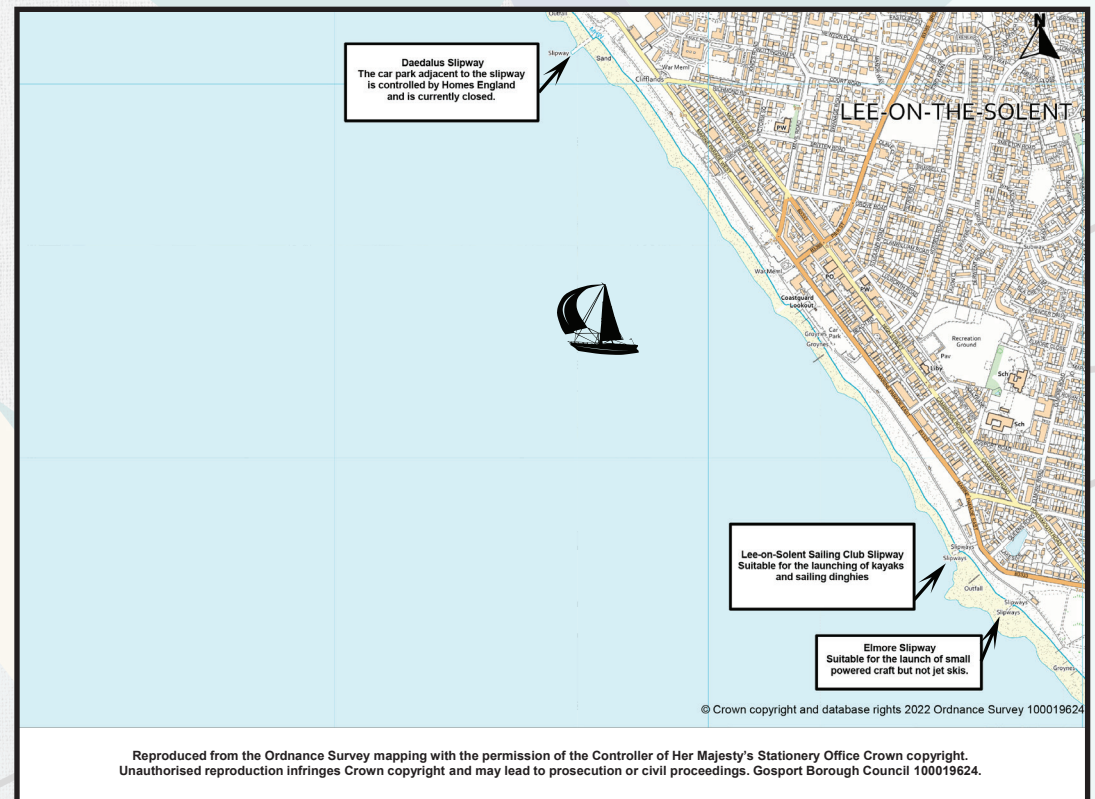 Outfall
Slipway
Sand
Daedalus Slipway
The car park adjacent to the slipway
is controlled by Homes England
and is currently closed.
War Meml
Clifflands
N
LEE-ON-THE-SOLENT
PW
Subway
War Meml
Coastguard
Lookout
PO
PW
Groynes
Car
Park
Groynes
Recreation
Ground
Pav
Liby
Sch
Sch
B3333
Lee-on-Solent Sailing Club Slipway
Suitable for the launching of kayaks
and sailing dinghies
Slipways
Slipways
Outfall
Slipways
Slipways
Elmore Slipway
Suitable for the launch of small
powered craft but not jet skis.
Groynes
© Crown copyright and database rights 2022 Ordnance Survey 100019624
Reproduced from the Ordnance Survey mapping with the permission of the Controller of Her Majesty's Stationery Office Crown copyright.
Unauthorised reproduction infringes Crown copyright and may lead to prosecution or civil proceedings. Gosport Borough Council 100019624.